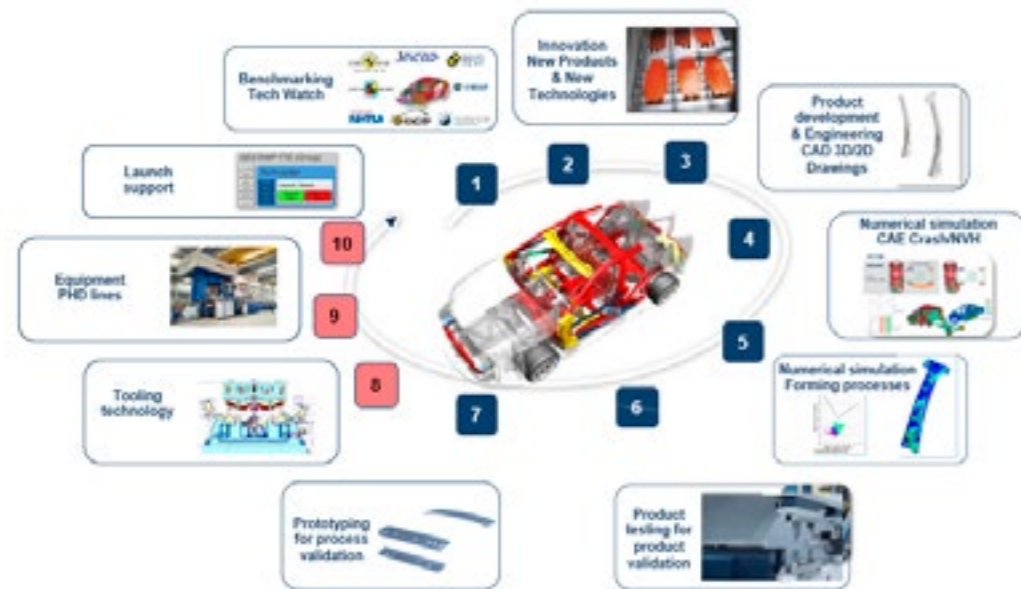 Benchmarking
Tech Watch
Innovation
New Products
& New
Technologies
Product
development
& Engineering
CAD 3D/2D
Drawings
Numerical simulation
CAE Crash/NVH
Numerical simulation
Forming processes
Product
testing for
product
validation
Prototyping
for process
validation
Tooling
technology
Equipment
PHD lines
Launch
support
1
2
3
4
5
6
7
8
9
10